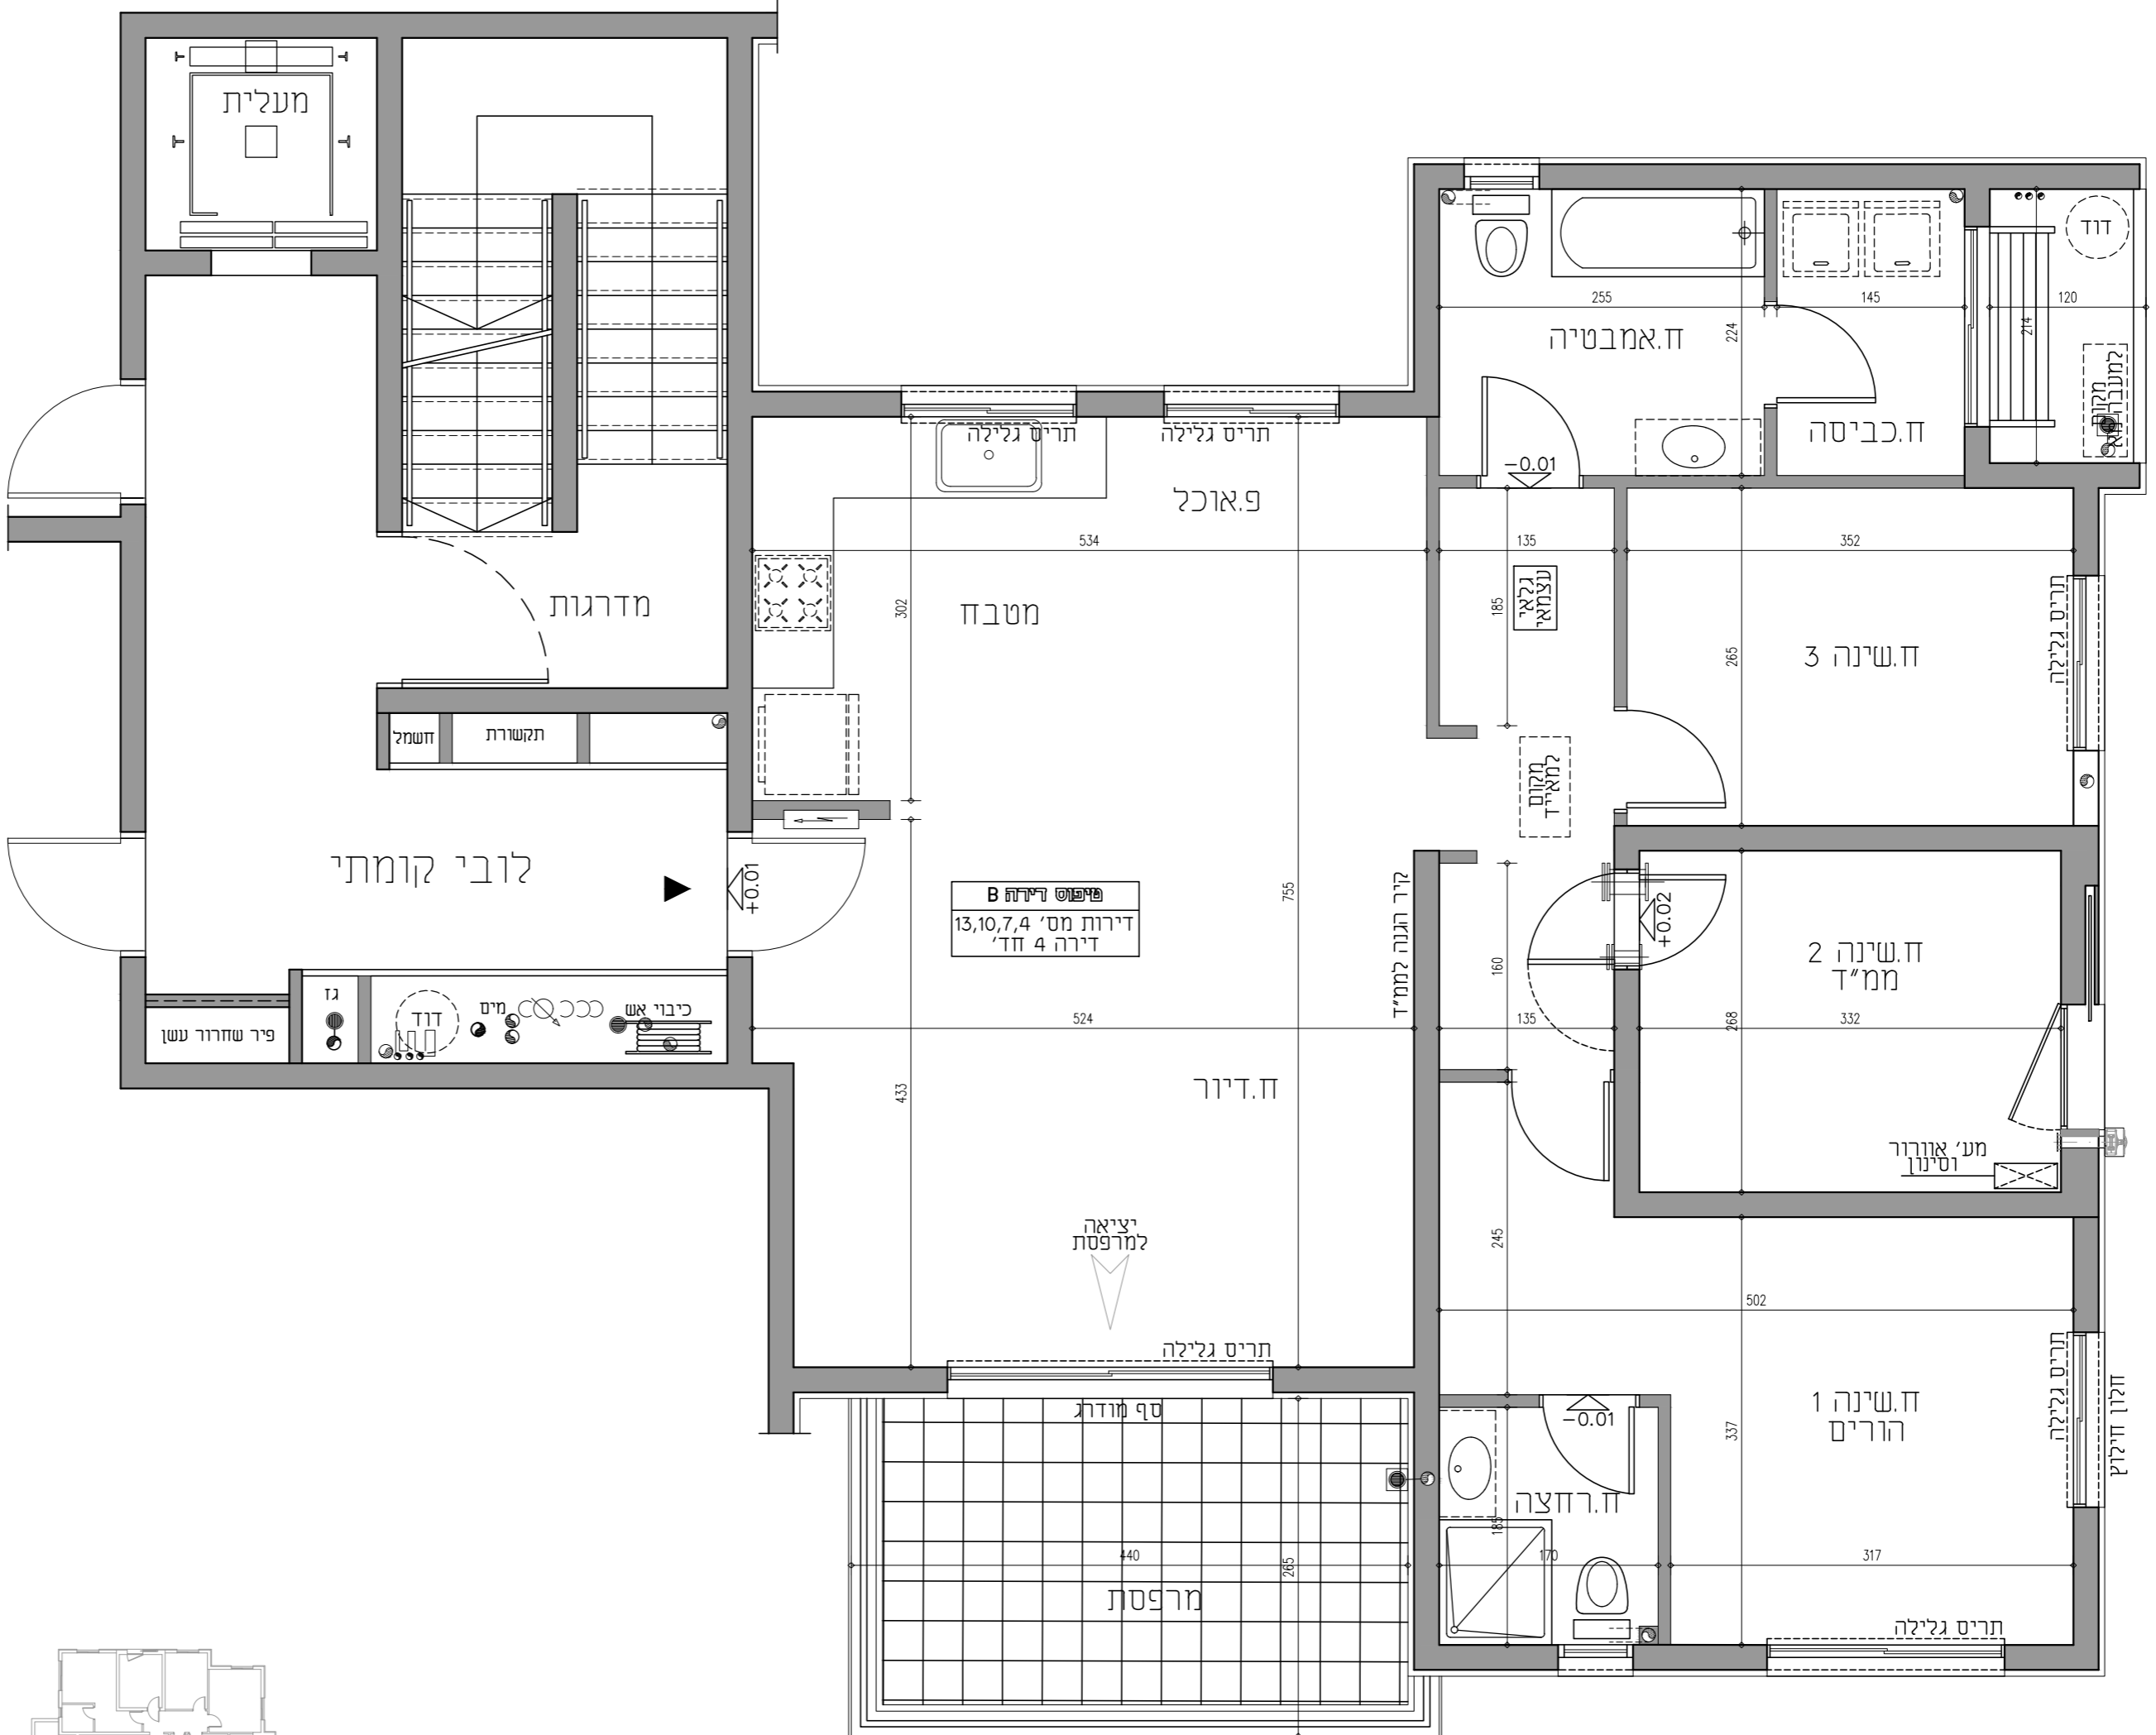 מעלית
דוד
255
145
120
ח.אמבטיה
224
214
ח.כביסה
מקום
תריס גלילה
תריס גלילה
-0.01
פ.אוכל
534
135
352
מדרגות
מטבח
302
185
גלאי
עצמאי
265
ח.שינה 3
תריס גלילה
חשמל
תקשורת
מקום
למאייד
לובי קומתי
+0.01
טיפוס דירה B
דירות מס' 13,10,7,4
דירה 4 חד'
755
קיר הגנה לממ"ד
+0.02
ח.שינה 2
ממ"ד
160
גז
דוד
מים
כיבוי אש
פיר שחרור עשן
524
135
268
332
433
ח.דיור
מע' אוורור
וסינון
יציאה
למרפסת
245
502
תריס גלילה
תריס גלילה
חלון חילוץ
סף מודרג
-0.01
337
ח.שינה 1
הורים
ח.רחצה
185
440
265
170
317
מרפסת
תריס גלילה